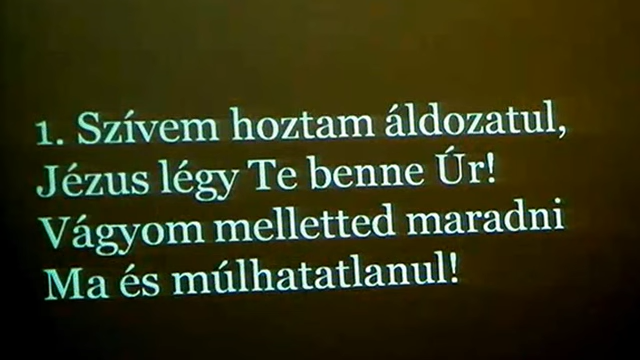 1. Szívem hoztam áldozatul,
Jézus légy Te benne Úr!
Vágyom melletted maradni
Ma és múlhatatlanul!